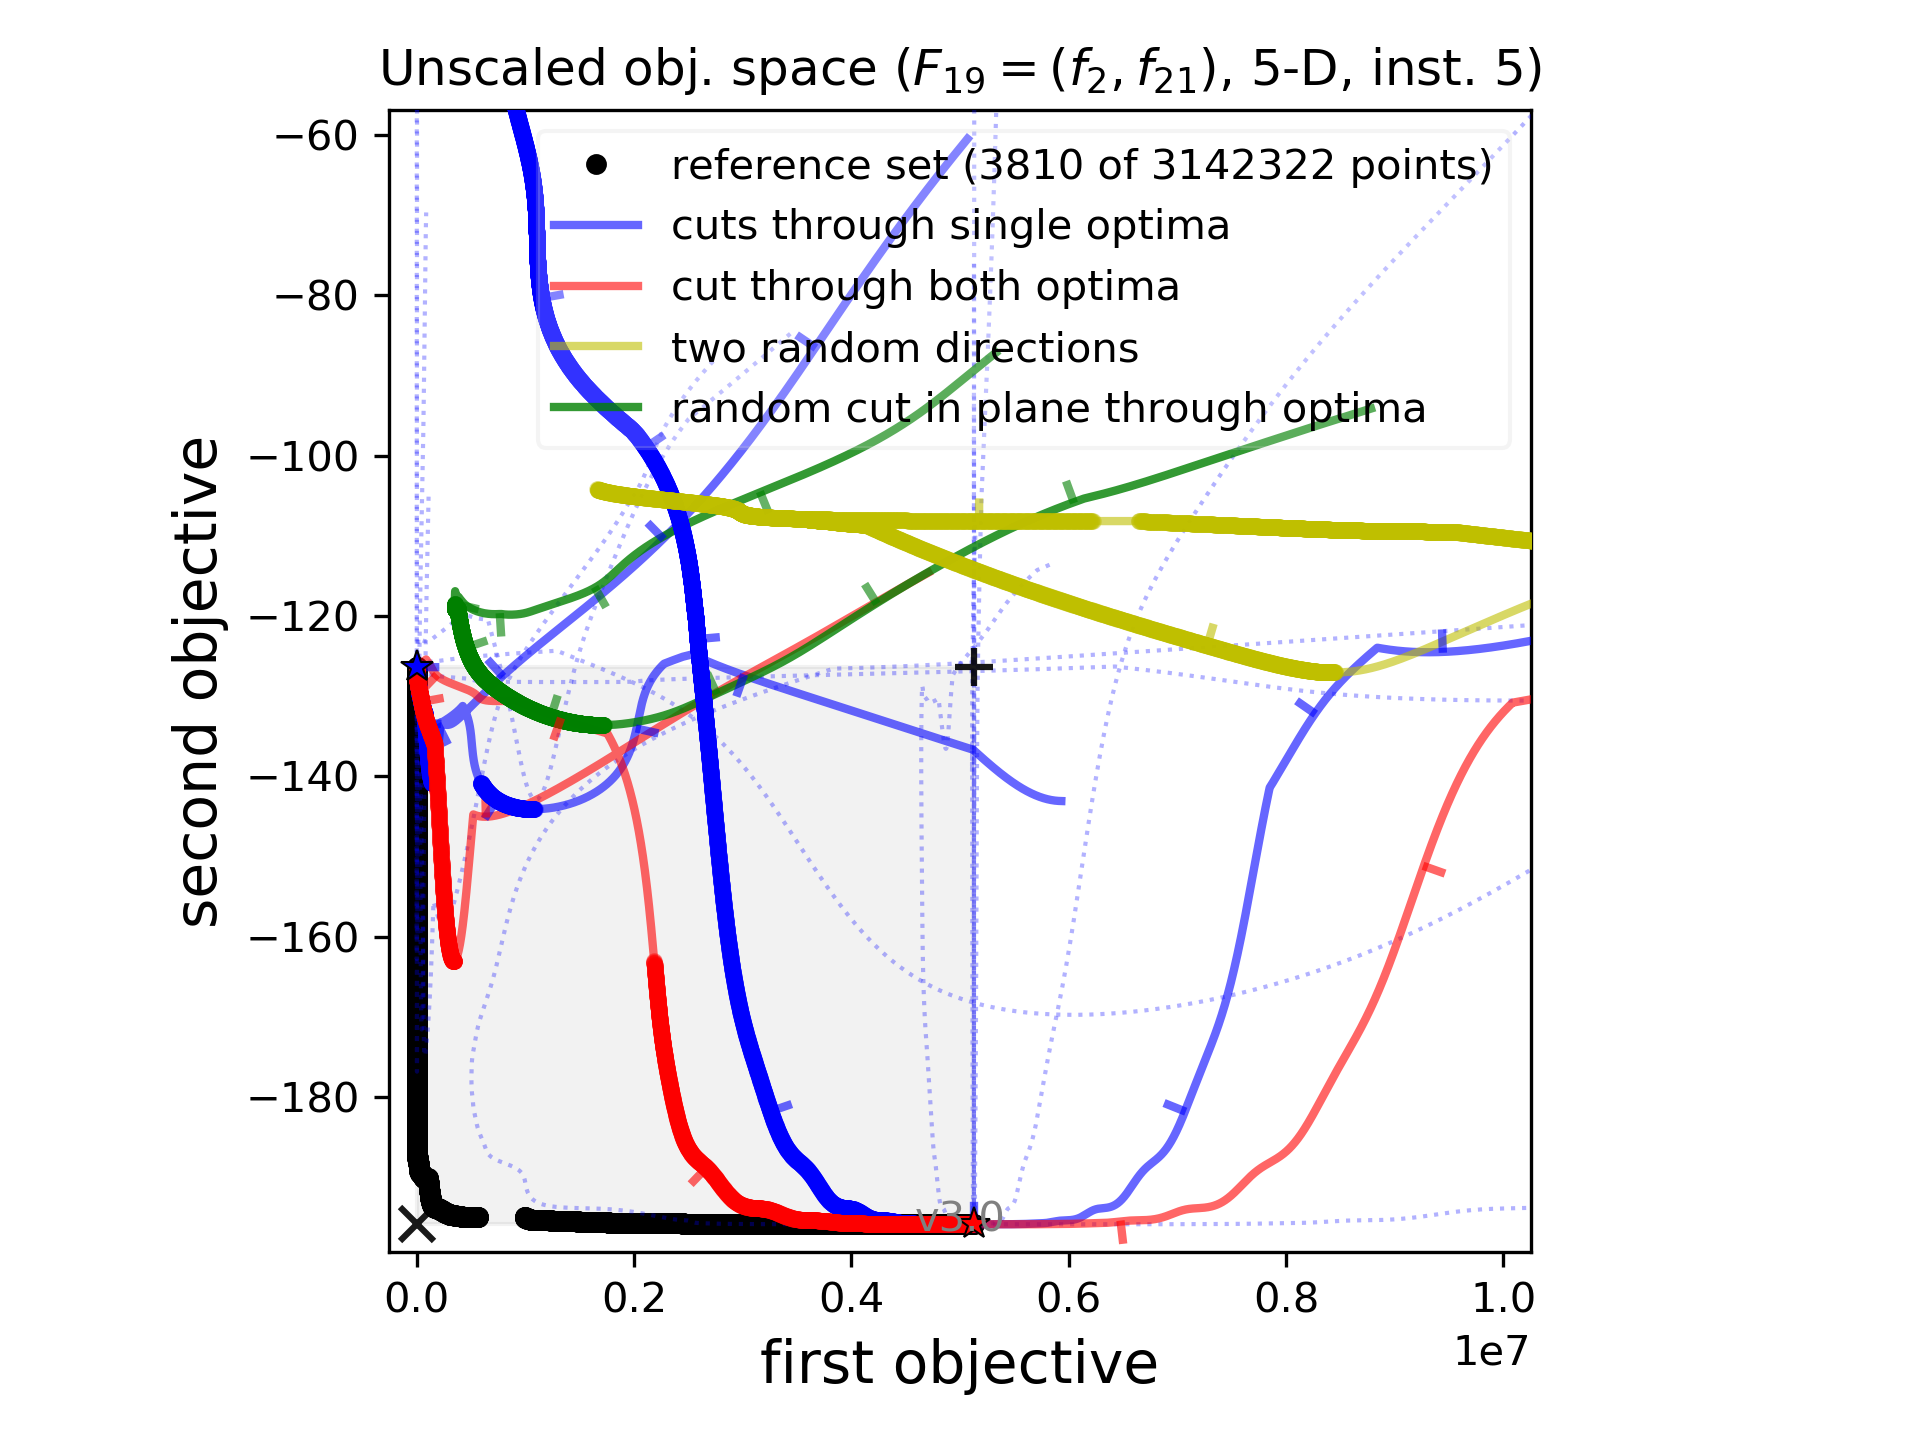 Unscaled obj. space (F₁₉ = (f₂, f₂₁), 5-D, inst. 5)
reference set (3810 of 3142322 points)
cuts through single optima
cut through both optima
two random directions
random cut in plane through optima
second objective
−60
−80
−100
−120
−140
−160
−180
v3.0
0.0
0.2
0.4
0.6
0.8
1.0
1e7
first objective